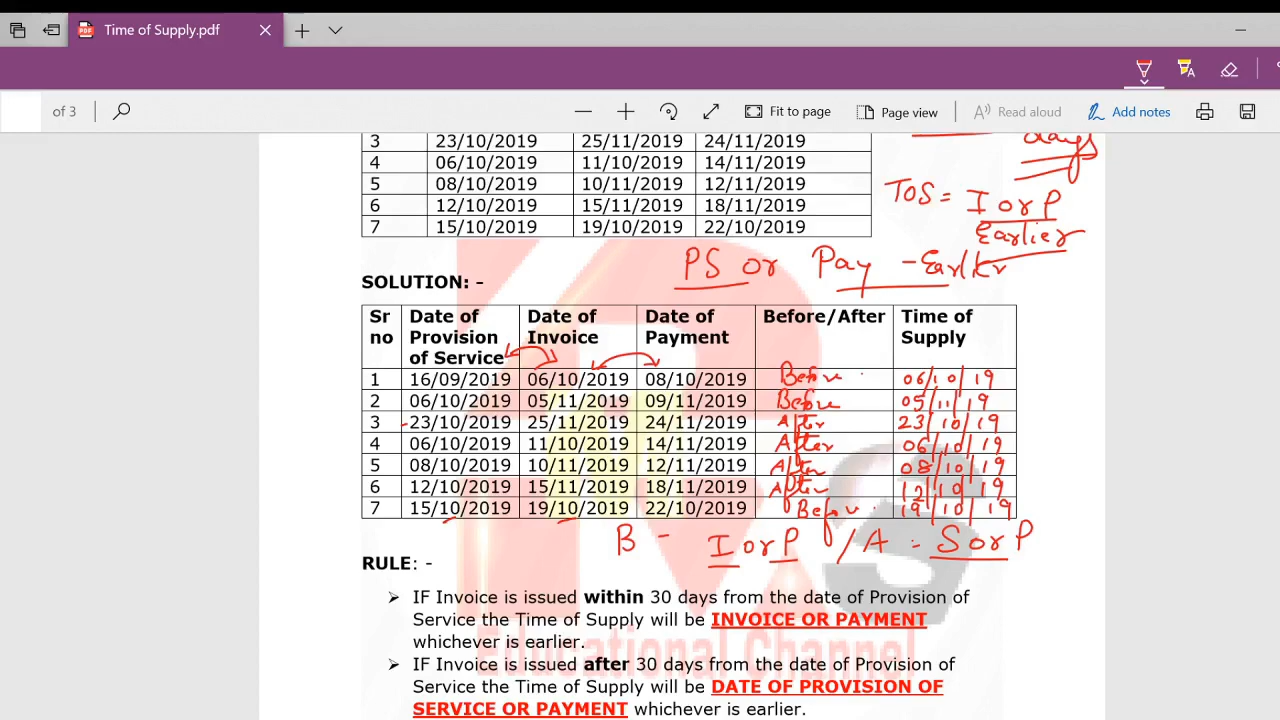 Time of Supply.pdf
of 3
Fit to page
Page view
Read aloud
Add notes
3 23/10/2019 25/11/2019 24/11/2019
days
4 06/10/2019 11/10/2019 14/11/2019
5 08/10/2019 10/11/2019 12/11/2019
6 12/10/2019 15/11/2019 18/11/2019
7 15/10/2019 19/10/2019 22/10/2019
TOS = I or P
Earlier
PS or Pay - Earlier
SOLUTION: -
Sr no Date of Provision of Service Date of Invoice Date of Payment Before/After Time of Supply
1 16/09/2019 06/10/2019 08/10/2019 Before 06/10/19
2 06/10/2019 05/11/2019 09/11/2019 Before 05/11/19
3 23/10/2019 25/11/2019 24/11/2019 After 23/10/19
4 06/10/2019 11/10/2019 14/11/2019 After 06/10/19
5 08/10/2019 10/11/2019 12/11/2019 After 08/10/19
6 12/10/2019 15/11/2019 18/11/2019 After 12/10/19
7 15/10/2019 19/10/2019 22/10/2019 Before 19/10/19
B - I or P / A = S or P
RULE: -
IF Invoice is issued within 30 days from the date of Provision of
Service the Time of Supply will be INVOICE OR PAYMENT
whichever is earlier.
Educational Channel
IF Invoice is issued after 30 days from the date of Provision of
Service the Time of Supply will be DATE OF PROVISION OF
SERVICE OR PAYMENT whichever is earlier.